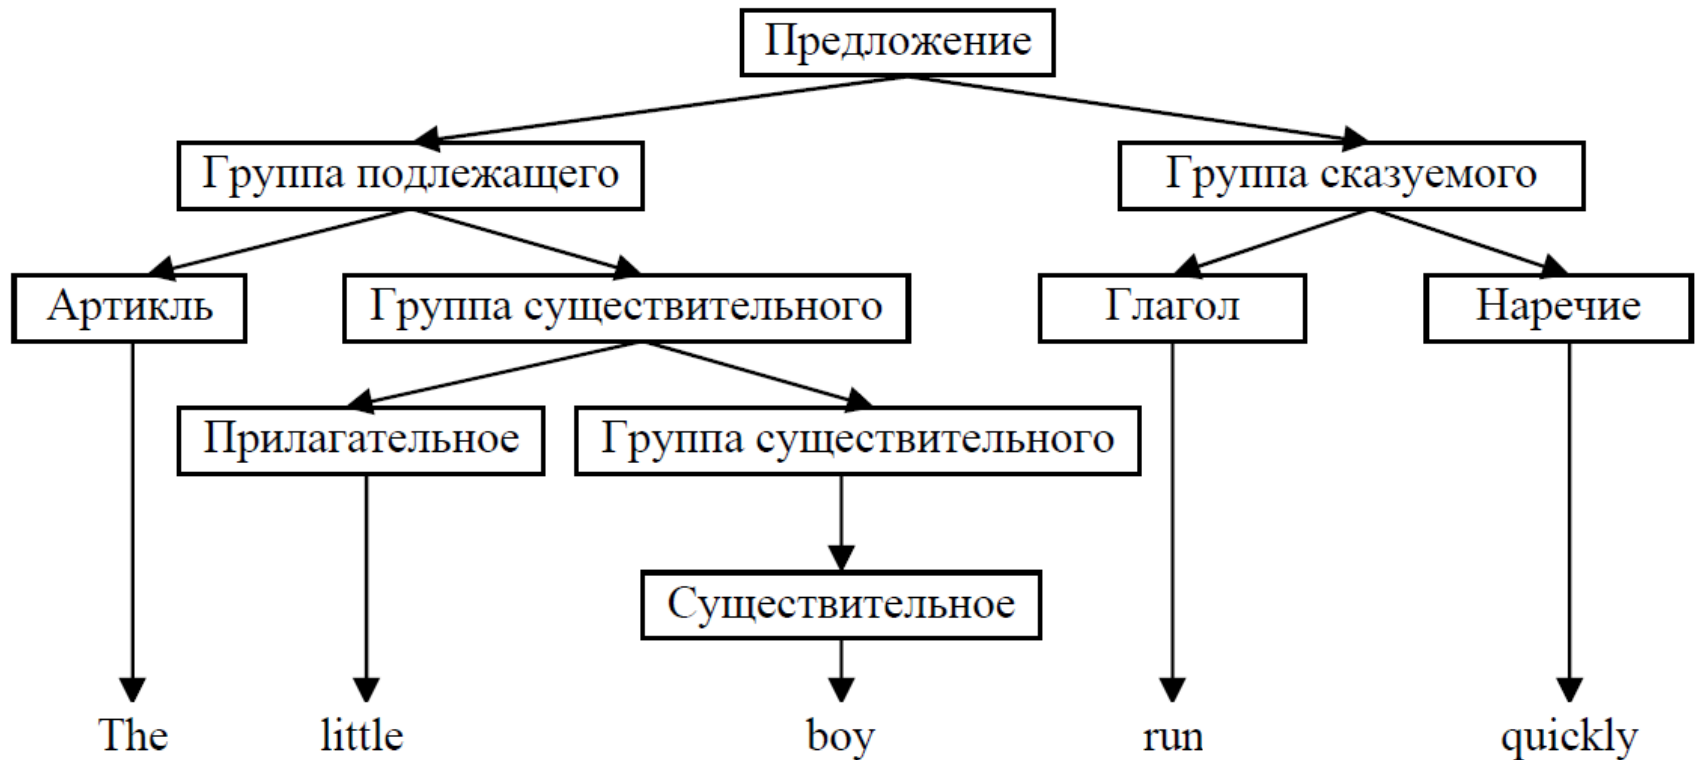 Предложение
Группа подлежащего
Группа сказуемого
Артикль
Группа существительного
Глагол
Наречие
Прилагательное
Группа существительного
Существительное
The
little
boy
run
quickly